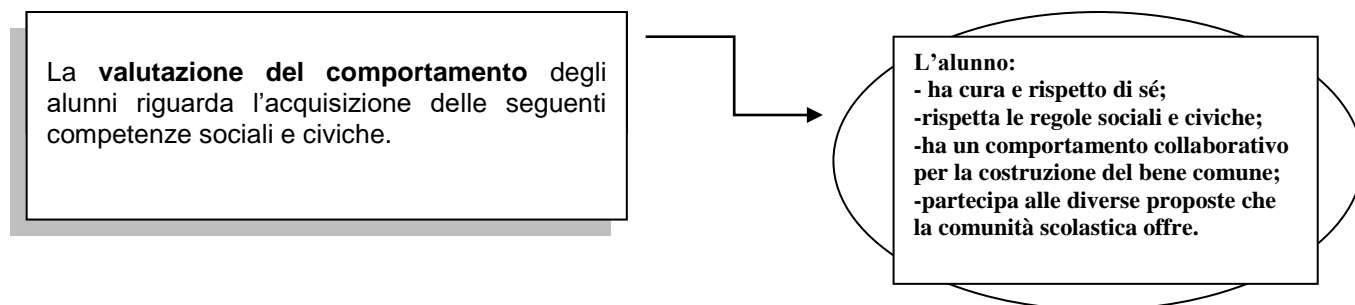 La valutazione del comportamento degli
alunni riguarda l’acquisizione delle seguenti
competenze sociali e civiche.
L’alunno:
- ha cura e rispetto di sé;
-rispetta le regole sociali e civiche;
-ha un comportamento collaborativo
per la costruzione del bene comune;
-partecipa alle diverse proposte che
la comunità scolastica offre.